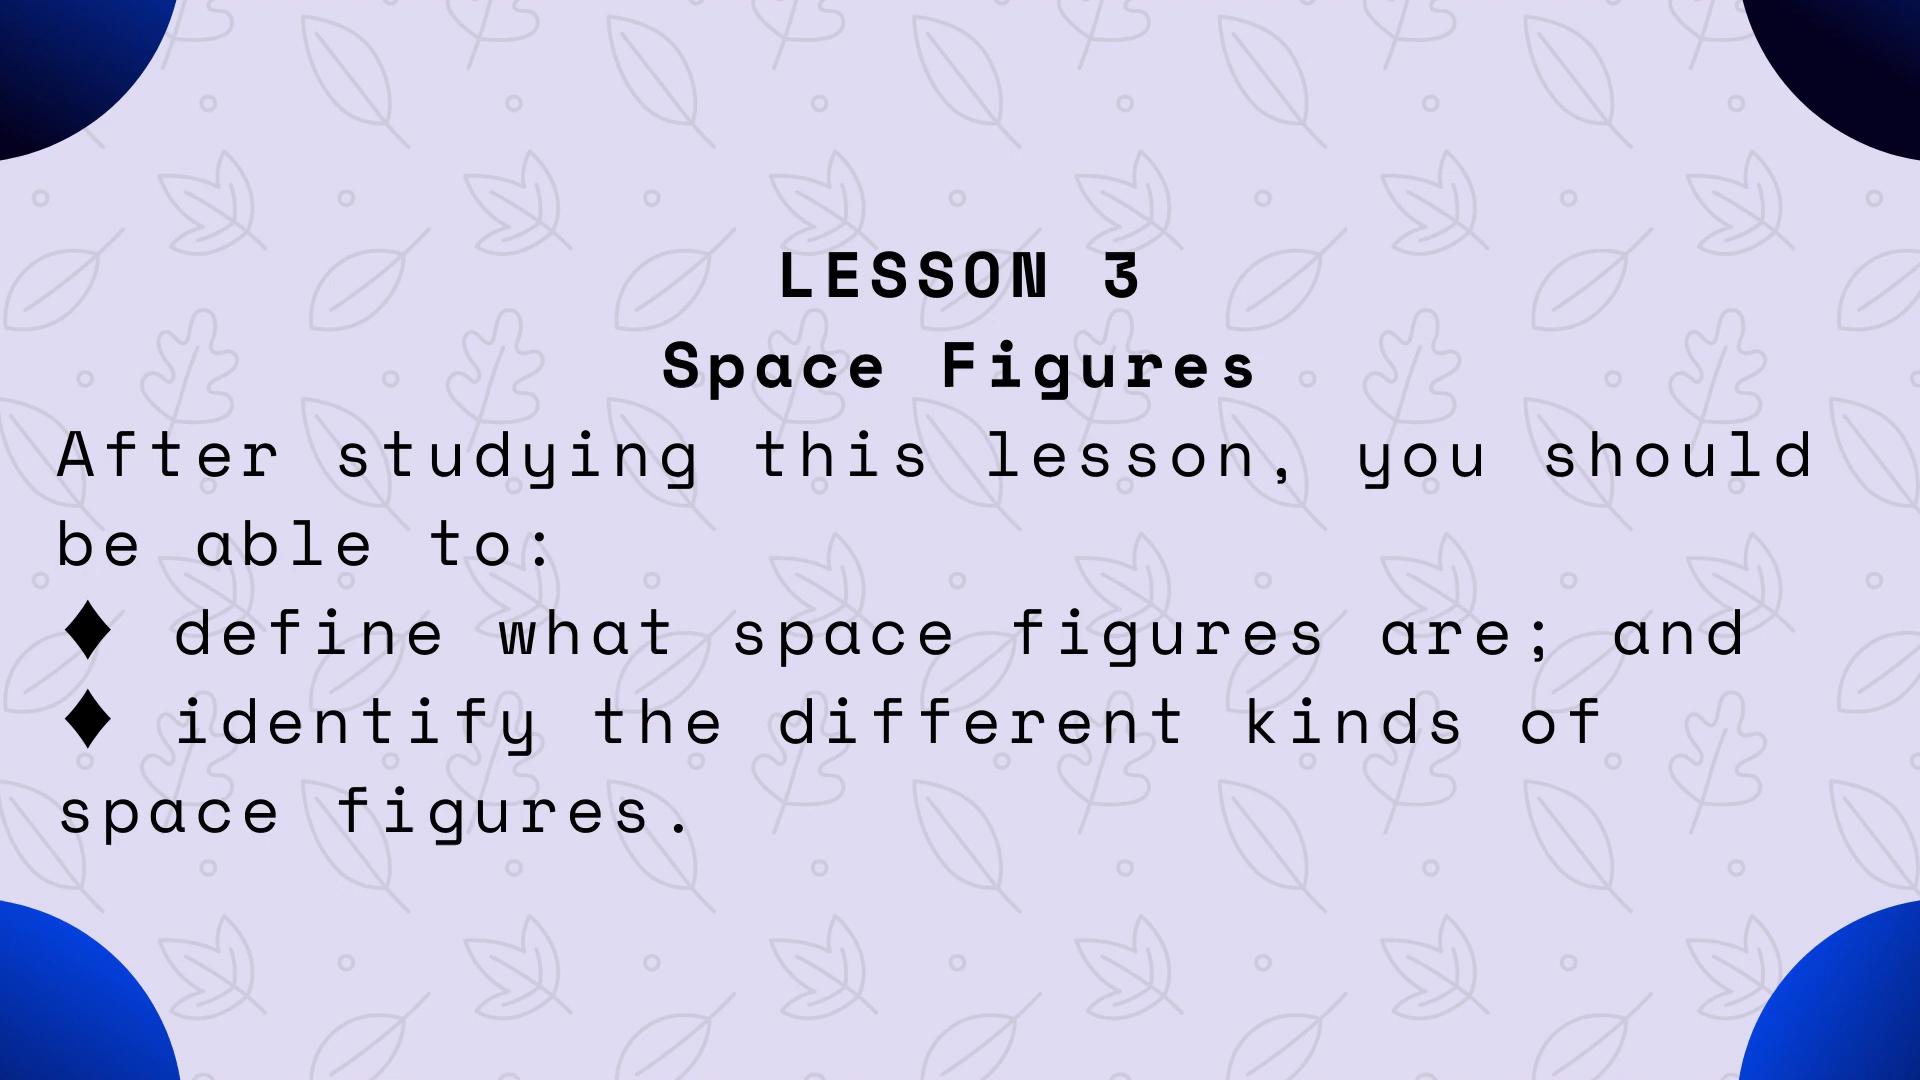 LESSON 3
Space Figures
After studying this lesson, you should
be able to:
♦ define what space figures are; and
♦ identify the different kinds of
space figures.